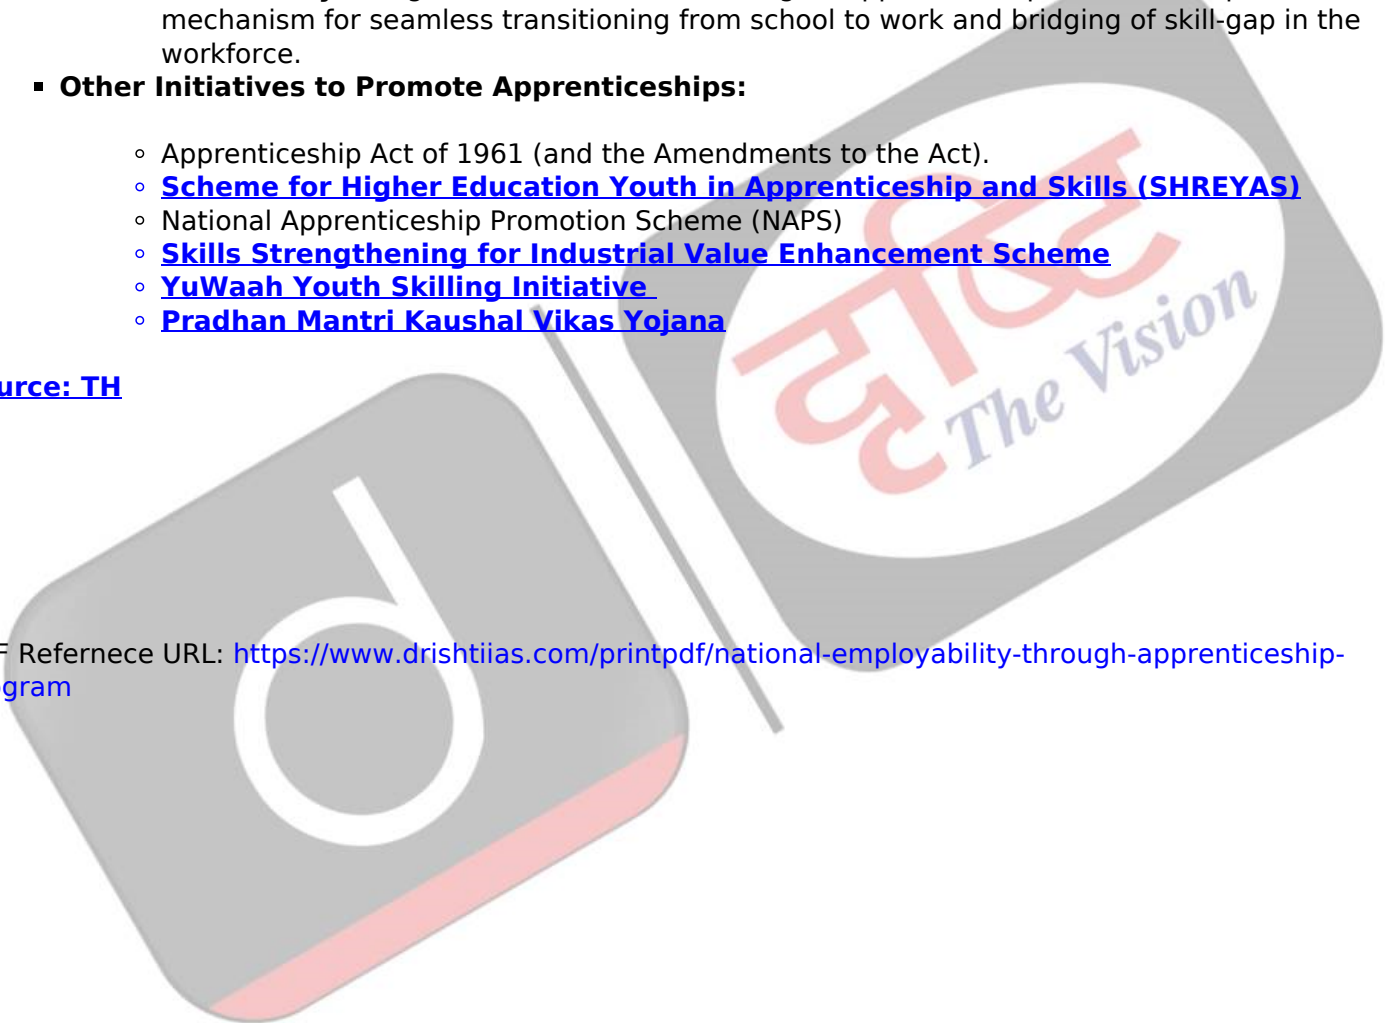 mechanism for seamless transitioning from school to work and bridging of skill-gap in the
workforce.
▪ Other Initiatives to Promote Apprenticeships:
◦ Apprenticeship Act of 1961 (and the Amendments to the Act).
◦ Scheme for Higher Education Youth in Apprenticeship and Skills (SHREYAS)
◦ National Apprenticeship Promotion Scheme (NAPS)
◦ Skills Strengthening for Industrial Value Enhancement Scheme
◦ YuWaah Youth Skilling Initiative
◦ Pradhan Mantri Kaushal Vikas Yojana
दृष्टि
The Vision
urce: TH
d
F Refernece URL: https://www.drishtiias.com/printpdf/national-employability-through-apprenticeship-
gram